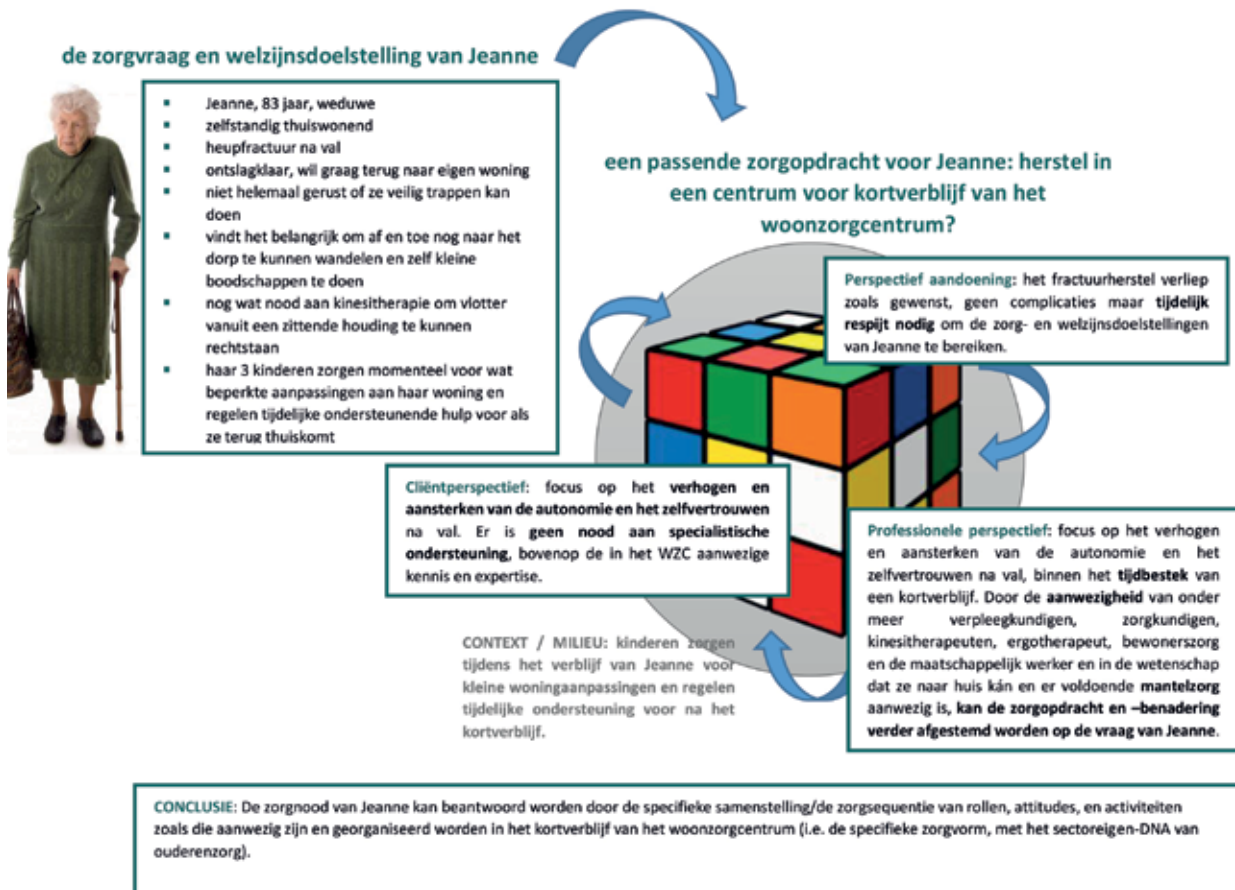 de zorgvraag en welzijnsdoelstelling van Jeanne
▪ Jeanne, 83 jaar, weduwe
▪ zelfstandig thuiswonend
▪ heupfractuur na val
▪ ontslagklaar, wil graag terug naar eigen woning
▪ niet helemaal gerust of ze veilig trappen kan
doen
▪ vindt het belangrijk om af en toe nog naar het
dorp te kunnen wandelen en zelf kleine
boodschappen te doen
▪ nog wat nood aan kinesitherapie om vlotter
vanuit een zittende houding te kunnen
rechtstaan
▪ haar 3 kinderen zorgen momenteel voor wat
beperkte aanpassingen aan haar woning en
regelen tijdelijke ondersteunende hulp voor als
ze terug thuiskomt
een passende zorgopdracht voor Jeanne: herstel in
een centrum voor kortverblijf van het
woonzorgcentrum?
Perspectief aandoening: het fractuurherstel verliep
zoals gewenst, geen complicaties maar tijdelijk
respijt nodig om de zorg- en welzijnsdoelstellingen
van Jeanne te bereiken.
Cliëntperspectief: focus op het verhogen en
aansterken van de autonomie en het zelfvertrouwen
na val. Er is geen nood aan specialistische
ondersteuning, bovenop de in het WZC aanwezige
kennis en expertise.
Professionele perspectief: focus op het verhogen
en aansterken van de autonomie en het
zelfvertrouwen na val, binnen het tijdbestek van
een kortverblijf. Door de aanwezigheid van onder
meer verpleegkundigen, zorgkundigen,
kinesitherapeuten, ergotherapeut, bewonerszorg
en de maatschappelijk werker en in de wetenschap
dat ze naar huis kán en er voldoende mantelzorg
aanwezig is, kan de zorgopdracht en –benadering
verder afgestemd worden op de vraag van Jeanne.
CONTEXT / MILIEU: kinderen zorgen
tijdens het verblijf van Jeanne voor
kleine woningaanpassingen en regelen
tijdelijke ondersteuning voor na het
kortverblijf.
CONCLUSIE: De zorgnood van Jeanne kan beantwoord worden door de specifieke samenstelling/de zorgsequentie van rollen, attitudes, en activiteiten
zoals die aanwezig zijn en georganiseerd worden in het kortverblijf van het woonzorgcentrum (i.e. de specifieke zorgvorm, met het sectoreigen-DNA van
ouderenzorg).